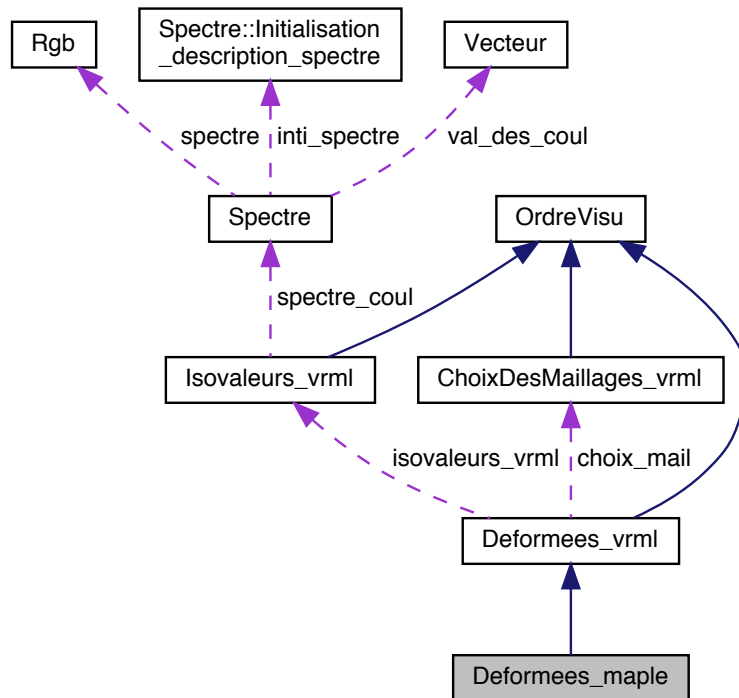 Rgb
Spectre::Initialisation
_description_spectre
Vecteur
spectre
inti_spectre
val_des_coul
Spectre
OrdreVisu
spectre_coul
Isovaleurs_vrml
ChoixDesMaillages_vrml
isovaleurs_vrml
choix_mail
Deformees_vrml
Deformees_maple